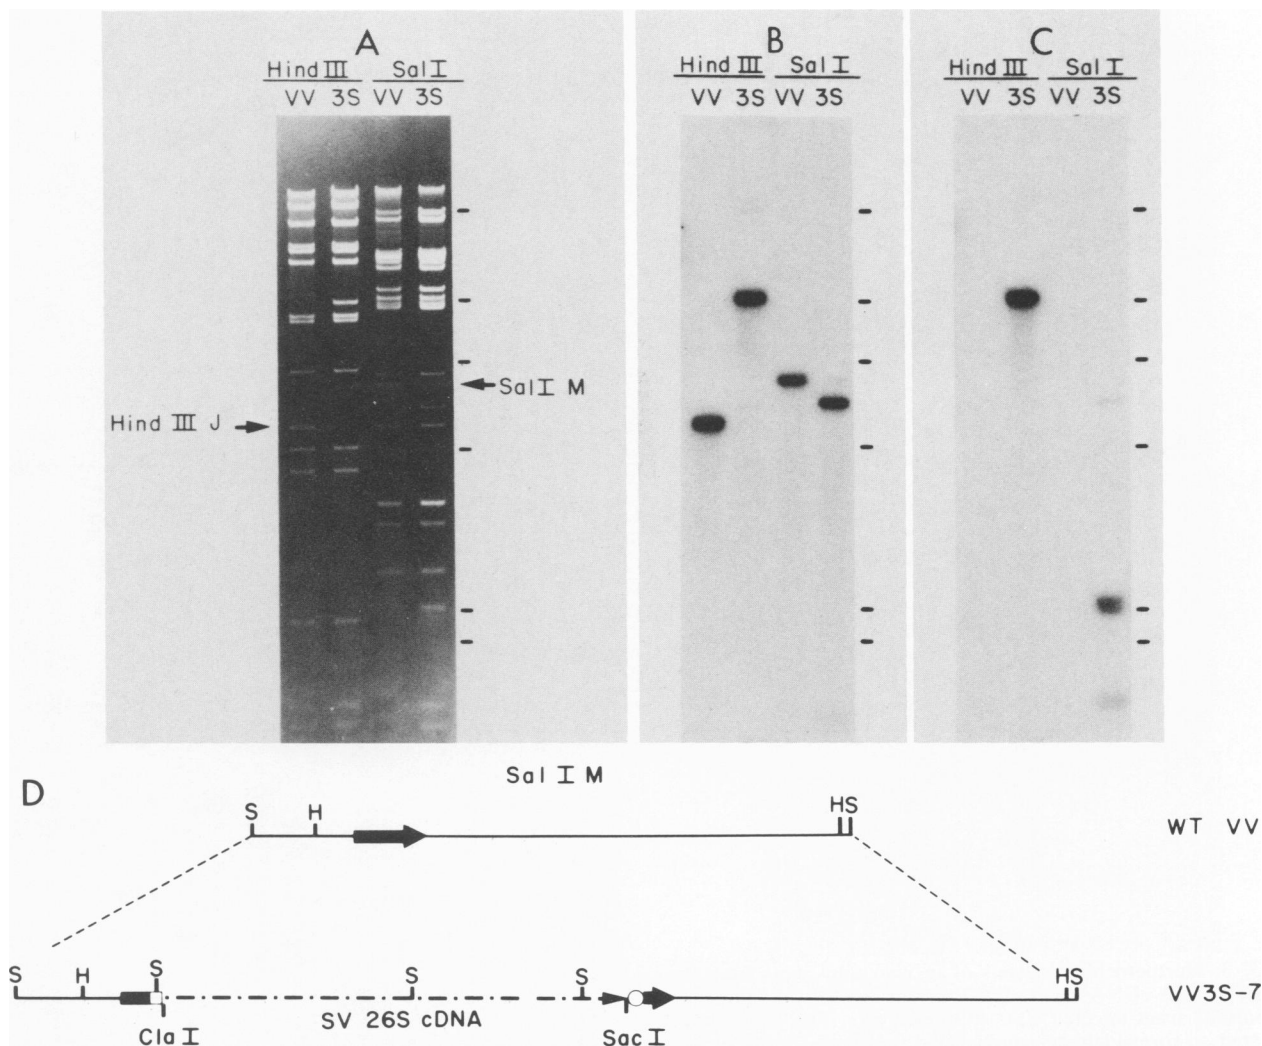 A B C
Hind III Sal I Hind III Sal I Hind III Sal I
VV 3S VV 3S VV 3S VV 3S VV 3S VV 3S
Sal I M
Hind III J
Sal I M
D
S H HS WT VV
S H S S S HS VV3S-7
SV 26S cDNA
Cla I Sac I